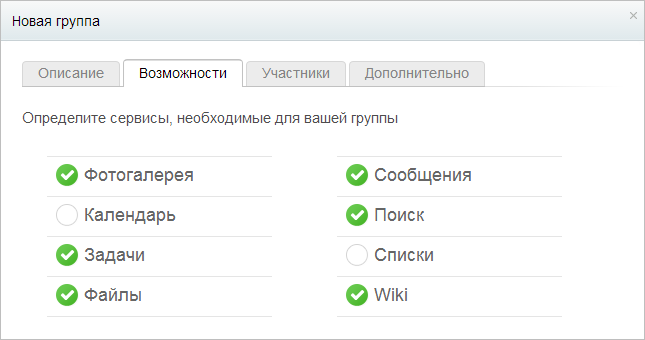 Новая группа
Описание Возможности Участники Дополнительно
Определите сервисы, необходимые для вашей группы
Фотогалерея Сообщения
Календарь Поиск
Задачи Списки
Файлы Wiki